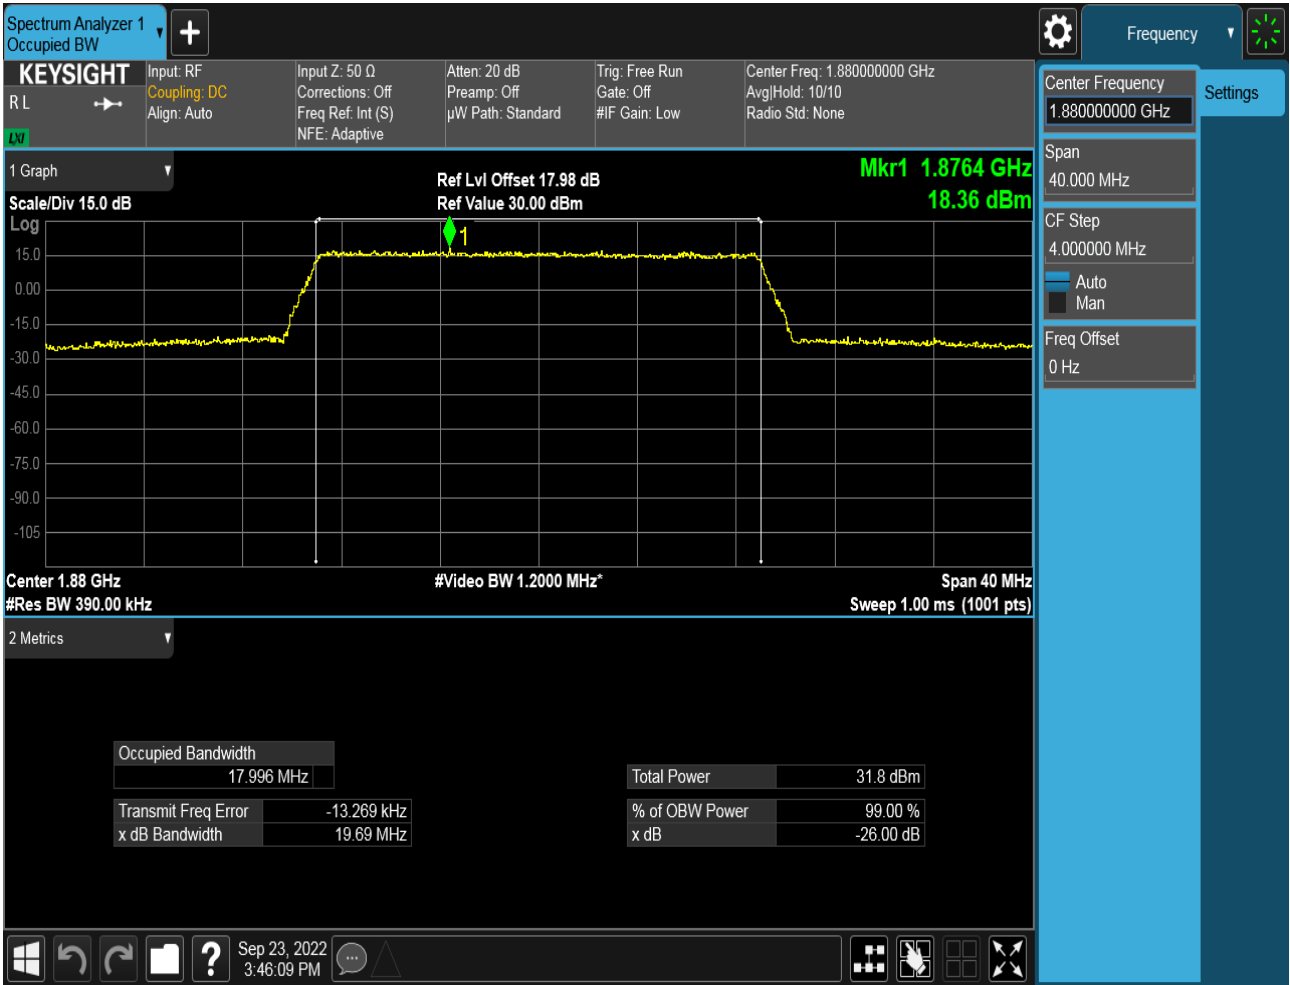 Spectrum Analyzer 1
Occupied BW
Frequency
KEYSIGHT
R L
LXI
Input: RF
Coupling: DC
Align: Auto
Input Z: 50 Ω
Corrections: Off
Freq Ref: Int (S)
NFE: Adaptive
Atten: 20 dB
Preamp: Off
µW Path: Standard
Trig: Free Run
Gate: Off
#IF Gain: Low
Center Freq: 1.880000000 GHz
Avg|Hold: 10/10
Radio Std: None
Center Frequency
1.880000000 GHz
Settings
Span
40.000 MHz
CF Step
4.000000 MHz
Auto
Man
Freq Offset
0 Hz
1 Graph
Ref Lvl Offset 17.98 dB
Mkr1 1.8764 GHz
Scale/Div 15.0 dB
Ref Value 30.00 dBm
18.36 dBm
Log
1
15.0
0.00
-15.0
-30.0
-45.0
-60.0
-75.0
-90.0
-105
Center 1.88 GHz
#Video BW 1.2000 MHz*
Span 40 MHz
#Res BW 390.00 kHz
Sweep 1.00 ms (1001 pts)
2 Metrics
Occupied Bandwidth
17.996 MHz
Total Power 31.8 dBm
Transmit Freq Error -13.269 kHz
% of OBW Power 99.00 %
x dB Bandwidth 19.69 MHz
x dB -26.00 dB
?
Sep 23, 2022
3:46:09 PM